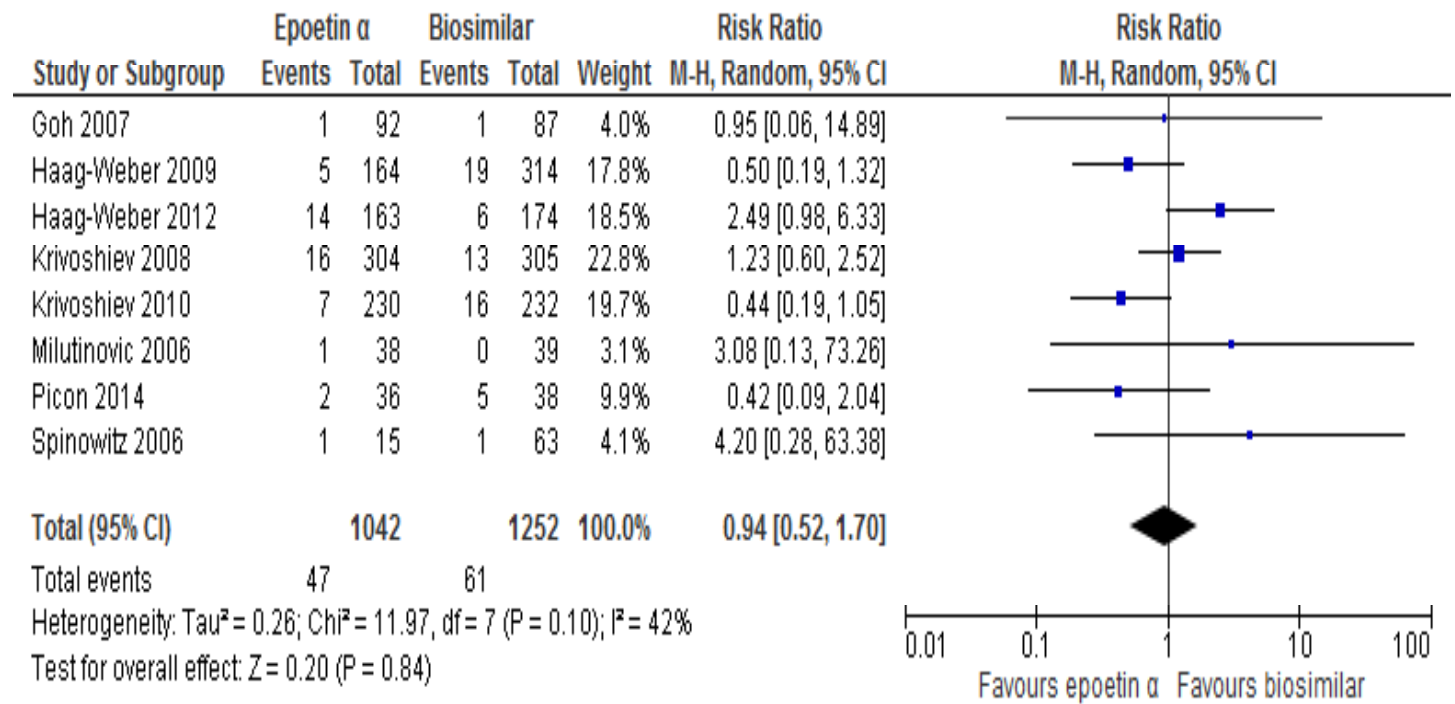 Epoetin α Biosimilar Risk Ratio Risk Ratio
Study or Subgroup Events Total Events Total Weight M-H, Random, 95% CI M-H, Random, 95% CI
Goh 2007 1 92 1 87 4.0% 0.95 [0.06, 14.89]
Haag-Weber 2009 5 164 19 314 17.8% 0.50 [0.19, 1.32]
Haag-Weber 2012 14 163 6 174 18.5% 2.49 [0.98, 6.33]
Krivoshiev 2008 16 304 13 305 22.8% 1.23 [0.60, 2.52]
Krivoshiev 2010 7 230 16 232 19.7% 0.44 [0.19, 1.05]
Milutinovic 2006 1 38 0 39 3.1% 3.08 [0.13, 73.26]
Picon 2014 2 36 5 38 9.9% 0.42 [0.09, 2.04]
Spinowitz 2006 1 15 1 63 4.1% 4.20 [0.28, 63.38]
Total (95% CI) 1042 1252 100.0% 0.94 [0.52, 1.70]
Total events 47 61
Heterogeneity: Tau² = 0.26; Chi² = 11.97, df = 7 (P = 0.10); I² = 42%
Test for overall effect: Z = 0.20 (P = 0.84)
0.01 0.1 1 10 100
Favours epoetin α Favours biosimilar